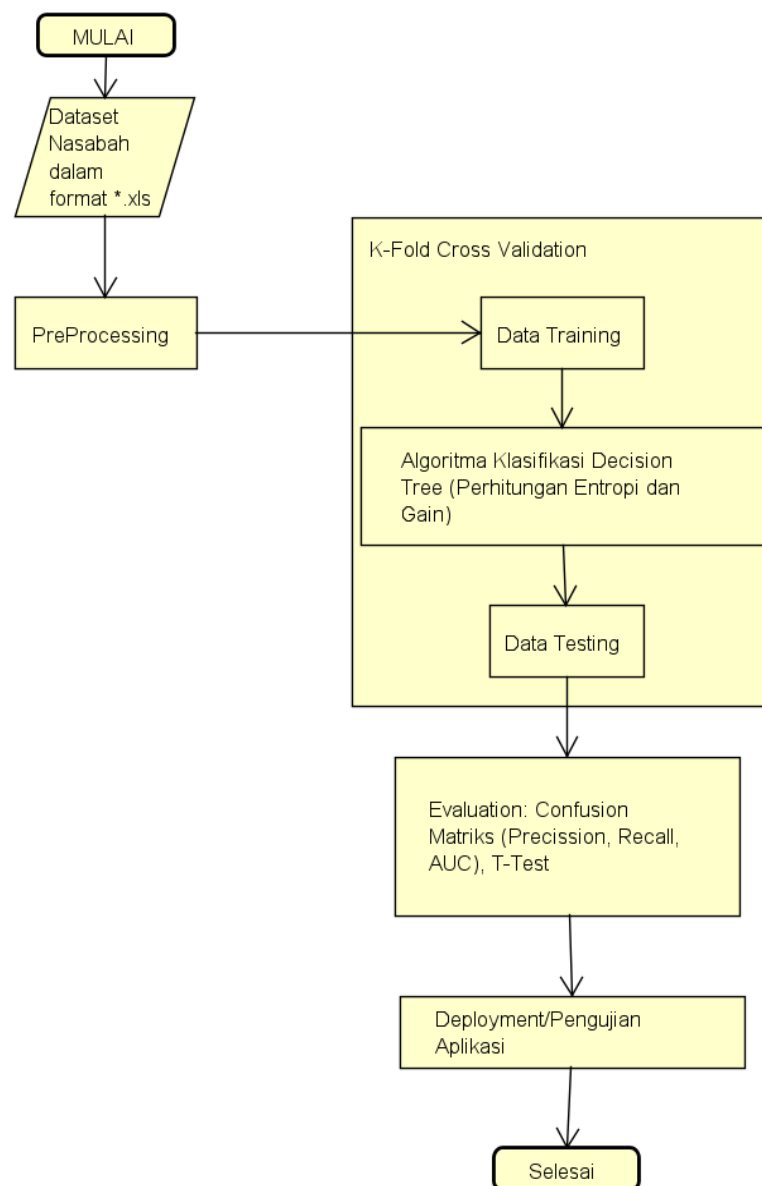 MULAI
Dataset
Nasabah
dalam
format *.xls
K-Fold Cross Validation
PreProcessing
Data Training
Algoritma Klasifikasi Decision
Tree (Perhitungan Entropi dan
Gain)
Data Testing
Evaluation: Confusion
Matriks (Precission, Recall,
AUC), T-Test
Deployment/Pengujian
Aplikasi
Selesai